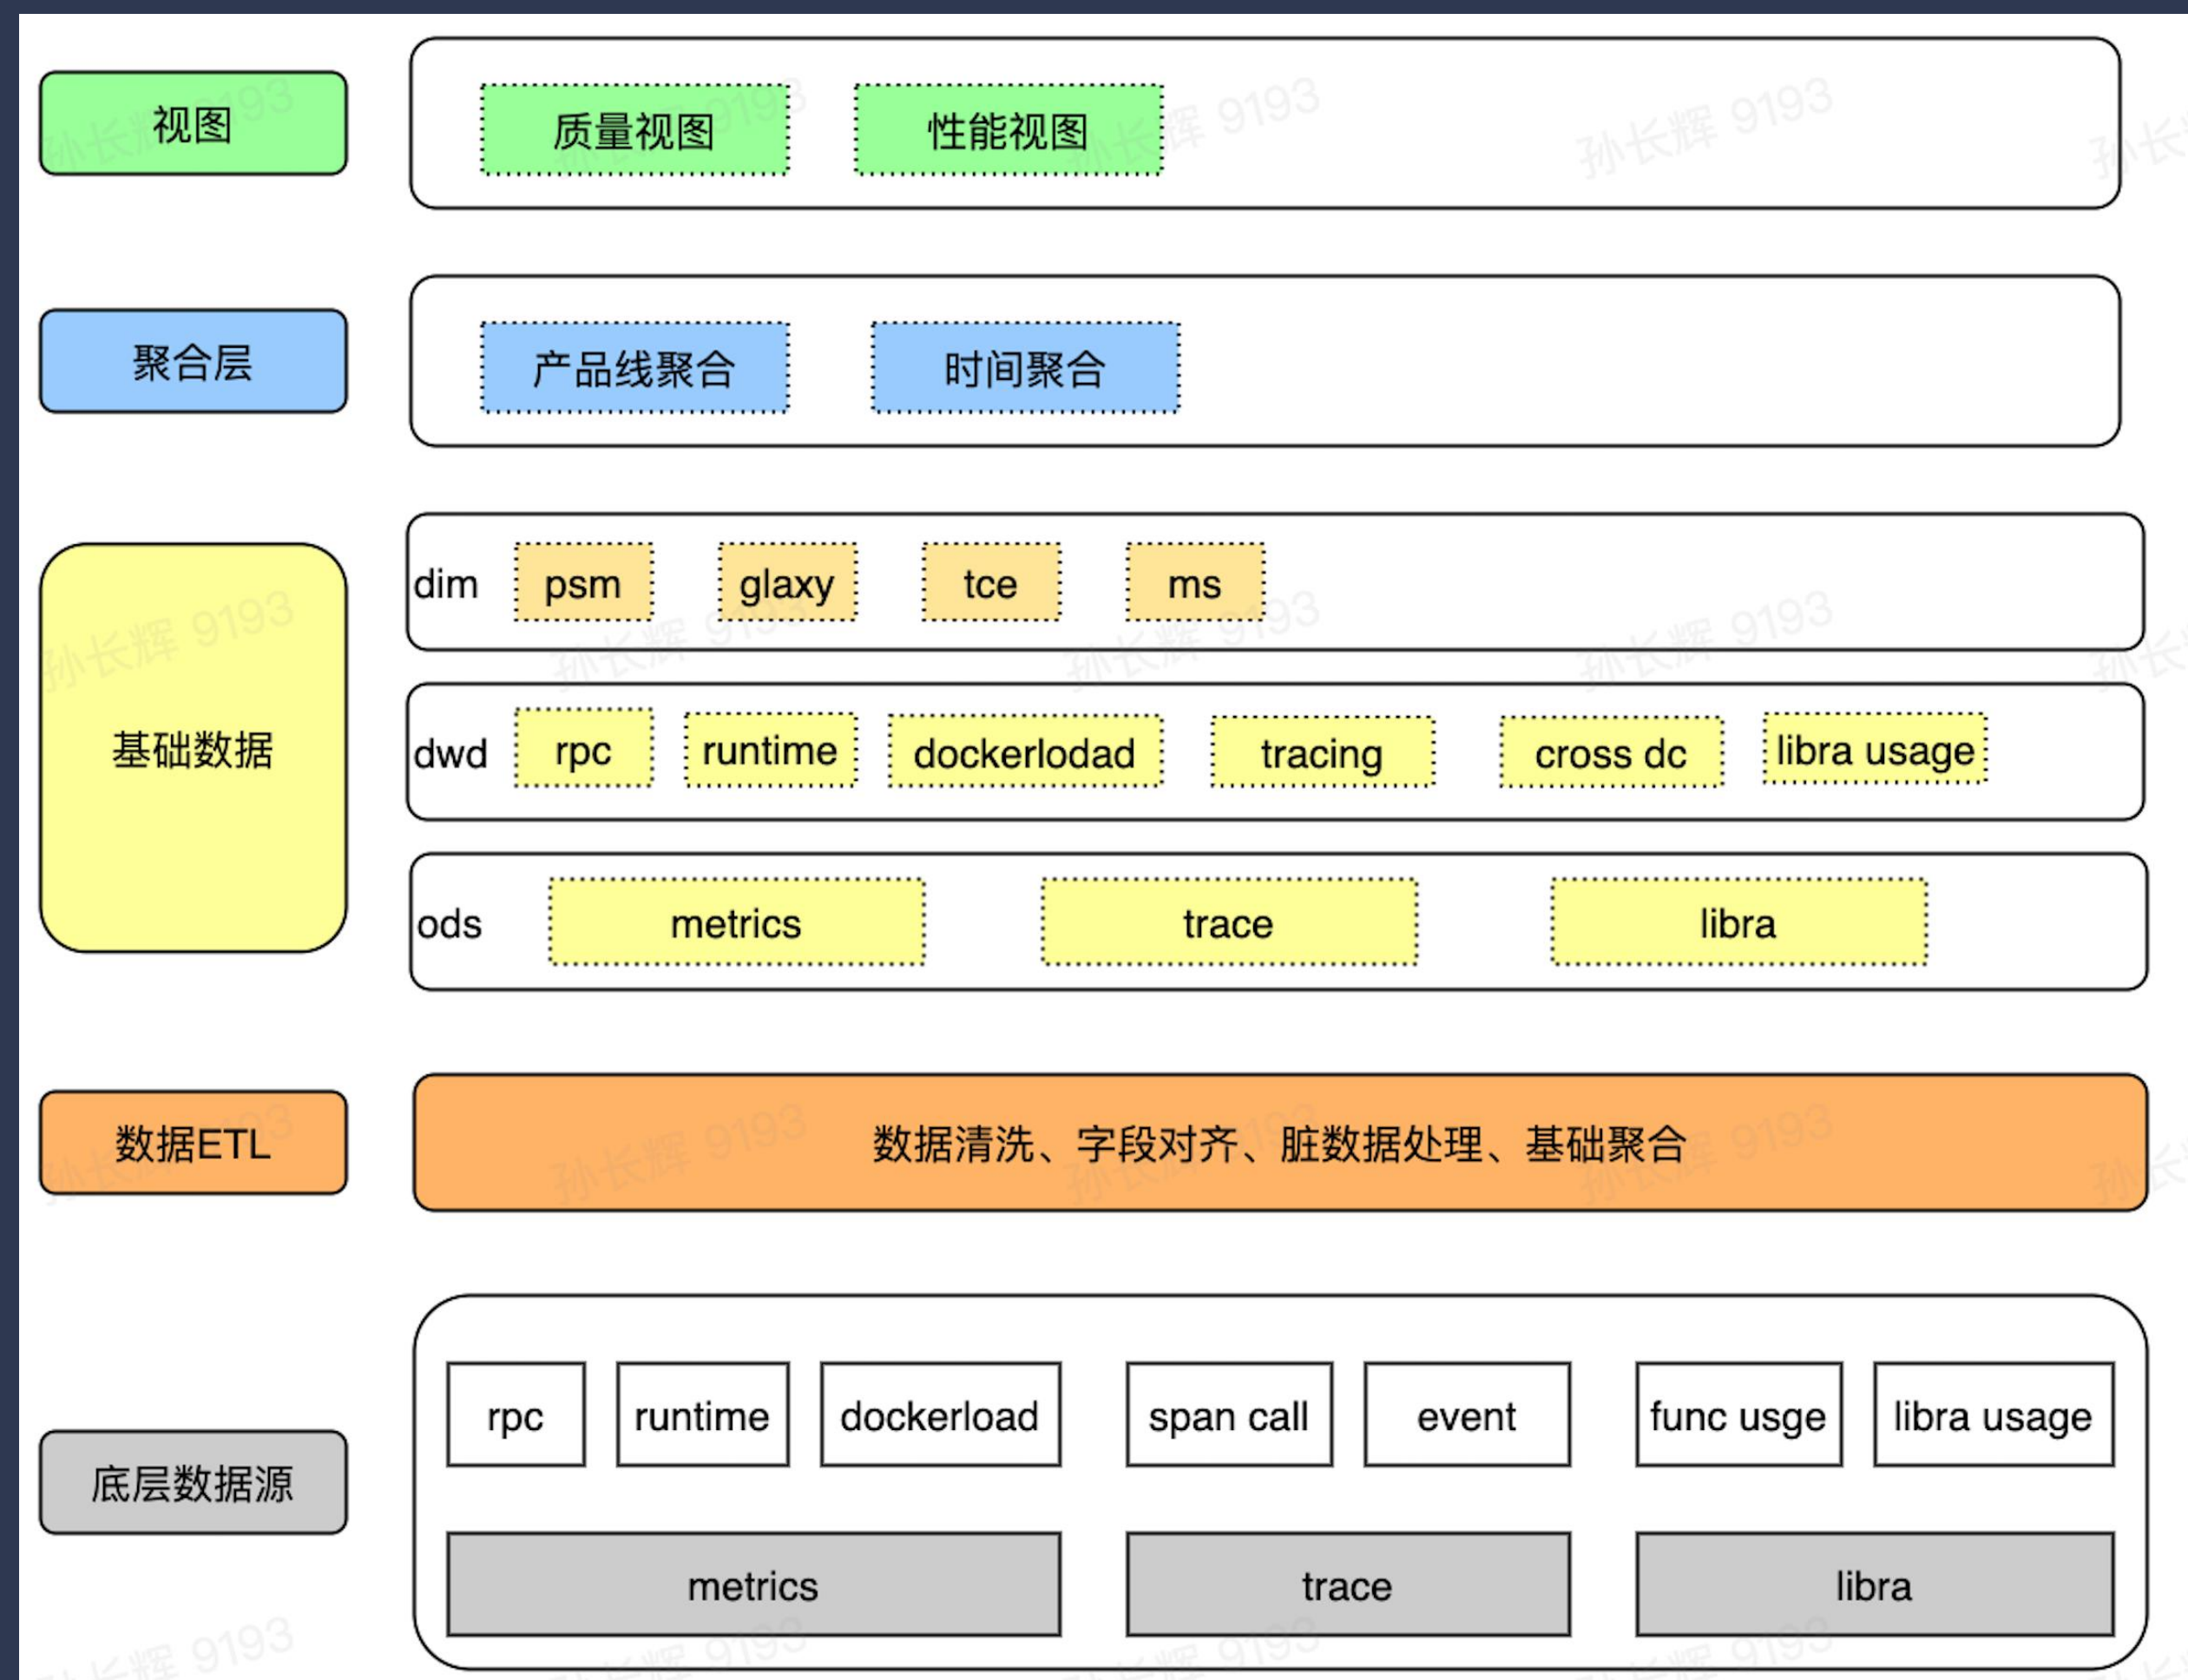 视图
质量视图 性能视图
聚合层
产品线聚合 时间聚合
基础数据
dim psm glaxy tce ms
dwd rpc runtime dockerlodad tracing cross dc libra usage
ods metrics trace libra
数据ETL
数据清洗、字段对齐、脏数据处理、基础聚合
底层数据源
rpc runtime dockerload span call event func usge libra usage
metrics trace libra
孙长辉 9193